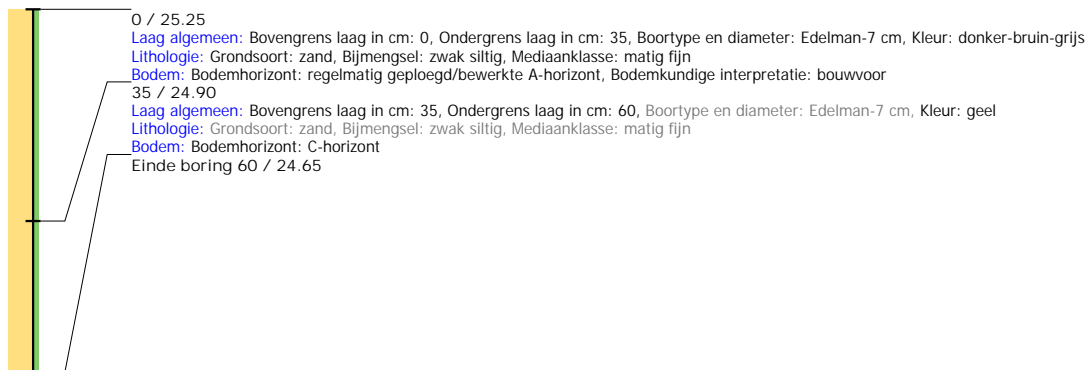 0 / 25.25
Laag algemeen: Bovengrens laag in cm: 0, Ondergrens laag in cm: 35, Boortype en diameter: Edelman-7 cm, Kleur: donker-bruin-grijs
Lithologie: Grondsoort: zand, Bijmengsel: zwak siltig, Mediaanklasse: matig fijn
Bodem: Bodemhorizont: regelmatig geploegd/bewerkte A-horizont, Bodemkundige interpretatie: bouwvoor
35 / 24.90
Laag algemeen: Bovengrens laag in cm: 35, Ondergrens laag in cm: 60, Boortype en diameter: Edelman-7 cm, Kleur: geel
Lithologie: Grondsoort: zand, Bijmengsel: zwak siltig, Mediaanklasse: matig fijn
Bodem: Bodemhorizont: C-horizont
Einde boring 60 / 24.65